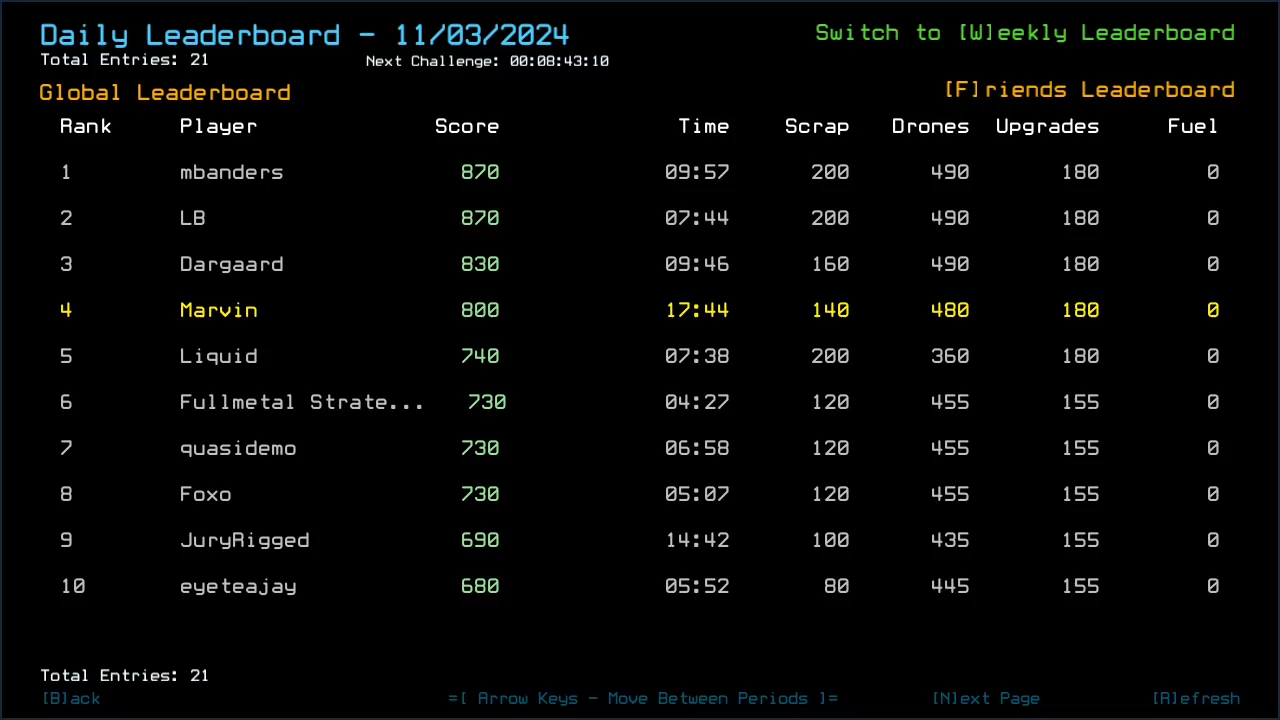 Daily Leaderboard - 11/03/2024 Switch to [W]eekly Leaderboard
Total Entries: 21 Next Challenge: 00:08:43:10
Global Leaderboard [F]riends Leaderboard
Rank Player Score Time Scrap Drones Upgrades Fuel
1 mbanders 870 09:57 200 490 180 0
2 LB 870 07:44 200 490 180 0
3 Dargaard 830 09:46 160 490 180 0
4 Marvin 800 17:44 140 480 180 0
5 Liquid 740 07:38 200 360 180 0
6 Fullmetal Strate... 730 04:27 120 455 155 0
7 quasidemo 730 06:58 120 455 155 0
8 Foxo 730 05:07 120 455 155 0
9 JuryRigged 690 14:42 100 435 155 0
10 eyeteajay 680 05:52 80 445 155 0
Total Entries: 21
[B]ack =[ Arrow Keys - Move Between Periods ]= [N]ext Page [R]efresh